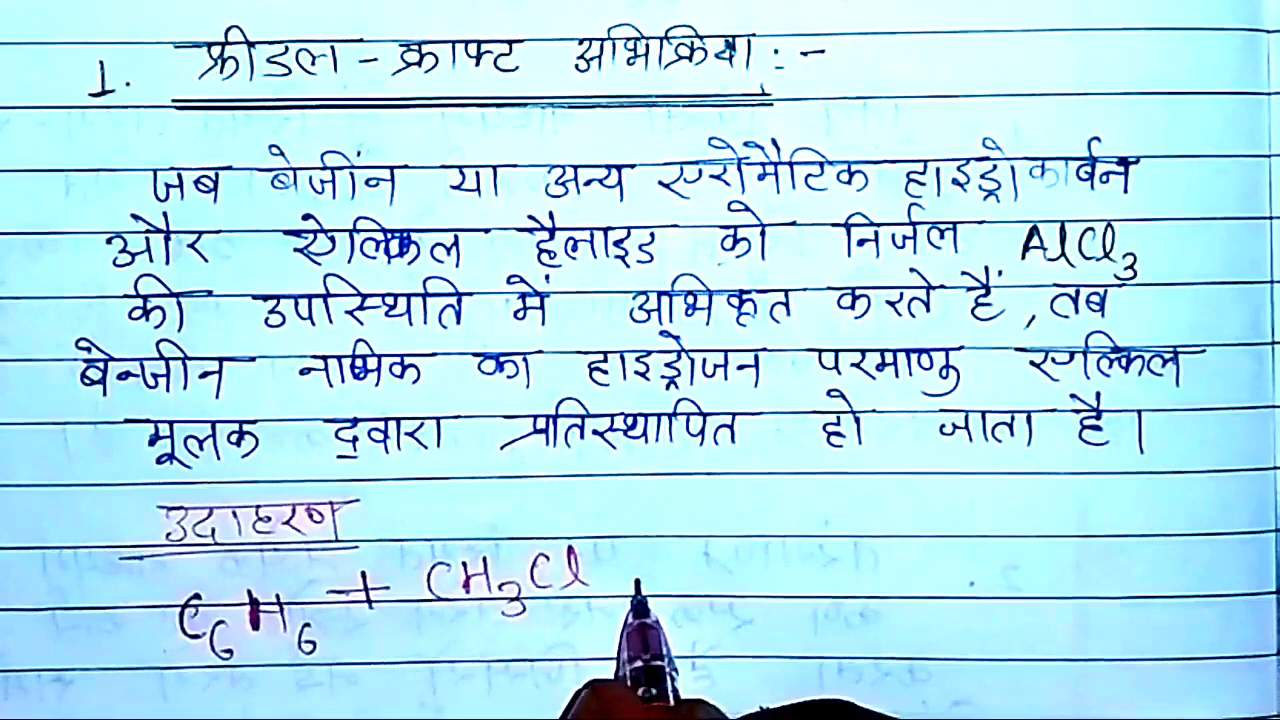 1. फ्रीडल - क्राफ्ट अभिक्रिया : -
जब बेजींन या अन्य एरोमैटिक हाइड्रोकार्बन
और ऐल्किल हैलाइड को निर्जल AlCl₃
की उपस्थिति में अभिकृत करते हैं, तब
बेन्जीन नाभिक का हाइड्रोजन परमाणु एल्किल
मूलक द्वारा प्रतिस्थापित हो जाता है।
उदाहरण
C₆H₆ + CH₃Cl